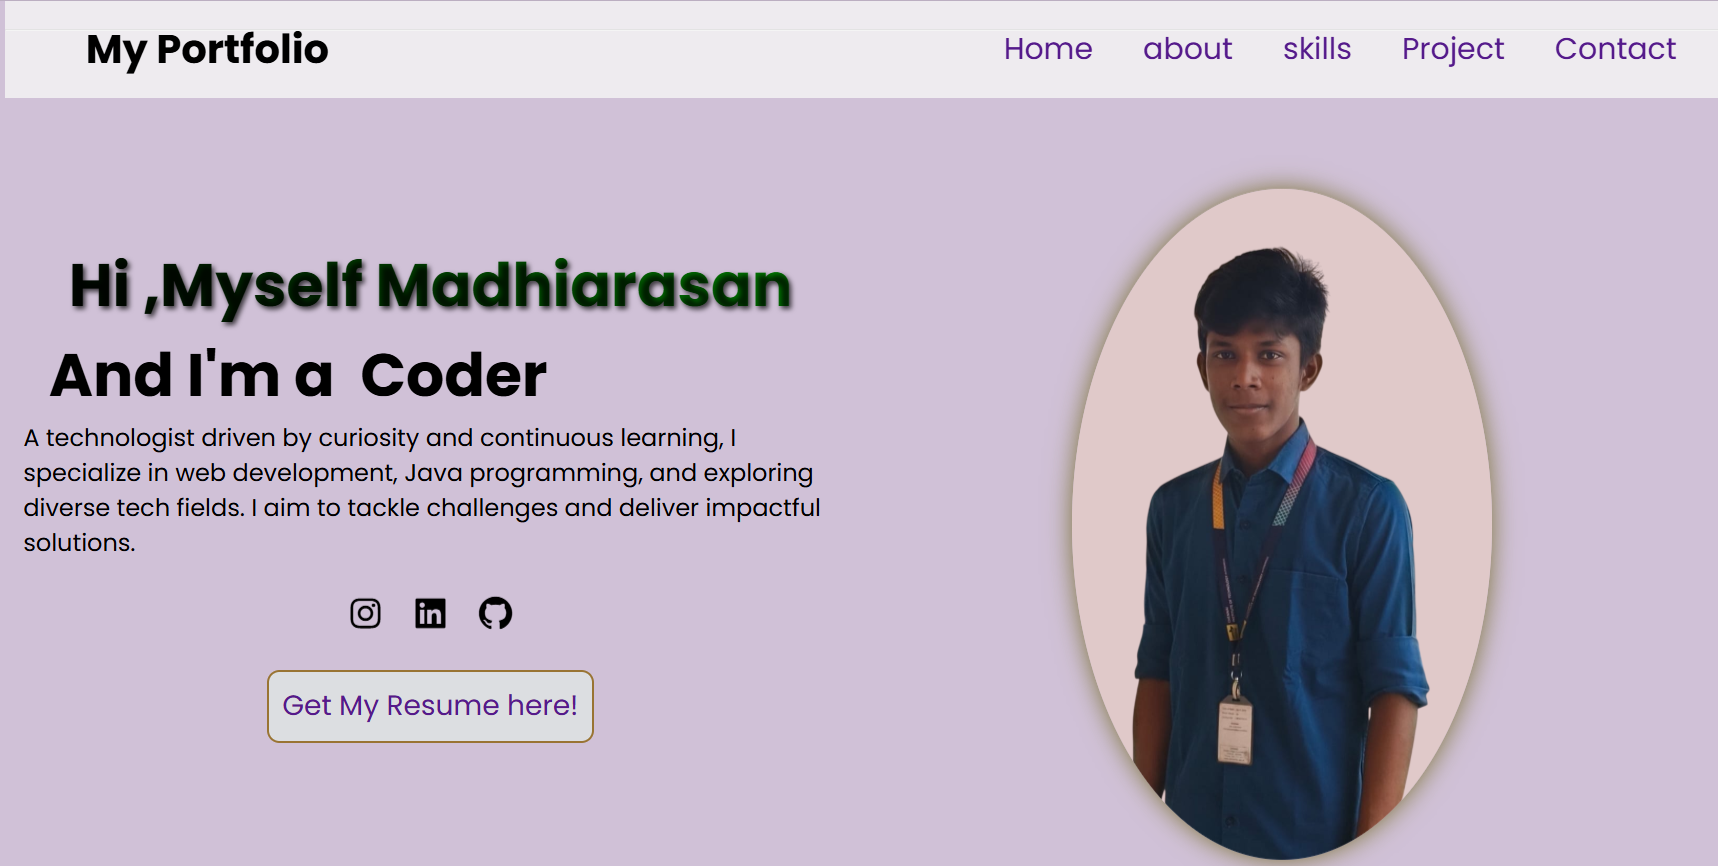 My Portfolio
Home about skills Project Contact
Hi ,Myself Madhiarasan
And I'm a Coder
A technologist driven by curiosity and continuous learning, I
specialize in web development, Java programming, and exploring
diverse tech fields. I aim to tackle challenges and deliver impactful
solutions.
in
Get My Resume here!